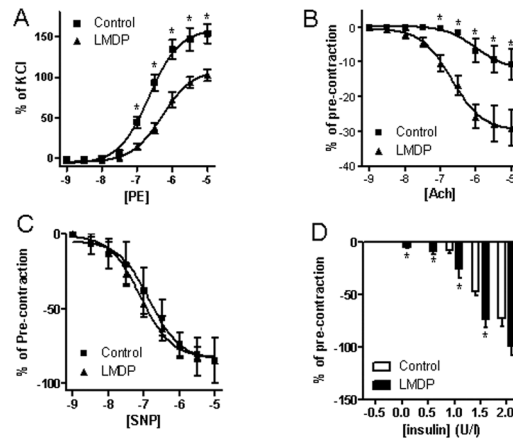 A
Control
LMDP
% of KCl
150
100
50
0
* * * * *
-9 -8 -7 -6 -5
[PE]
B
% of pre-contraction
0
-10
-20
-30
-40
* * * * *
Control
LMDP
-9 -8 -7 -6 -5
[Ach]
C
% of Pre-contraction
0
-50
-100
Control
LMDP
-9 -8 -7 -6 -5
[SNP]
D
% of pre-contraction
0
-50
-100
-150
* * * *
Control
LMDP
-0.5 0.0 0.5 1.0 1.5 2.0
[insulin] (U/l)